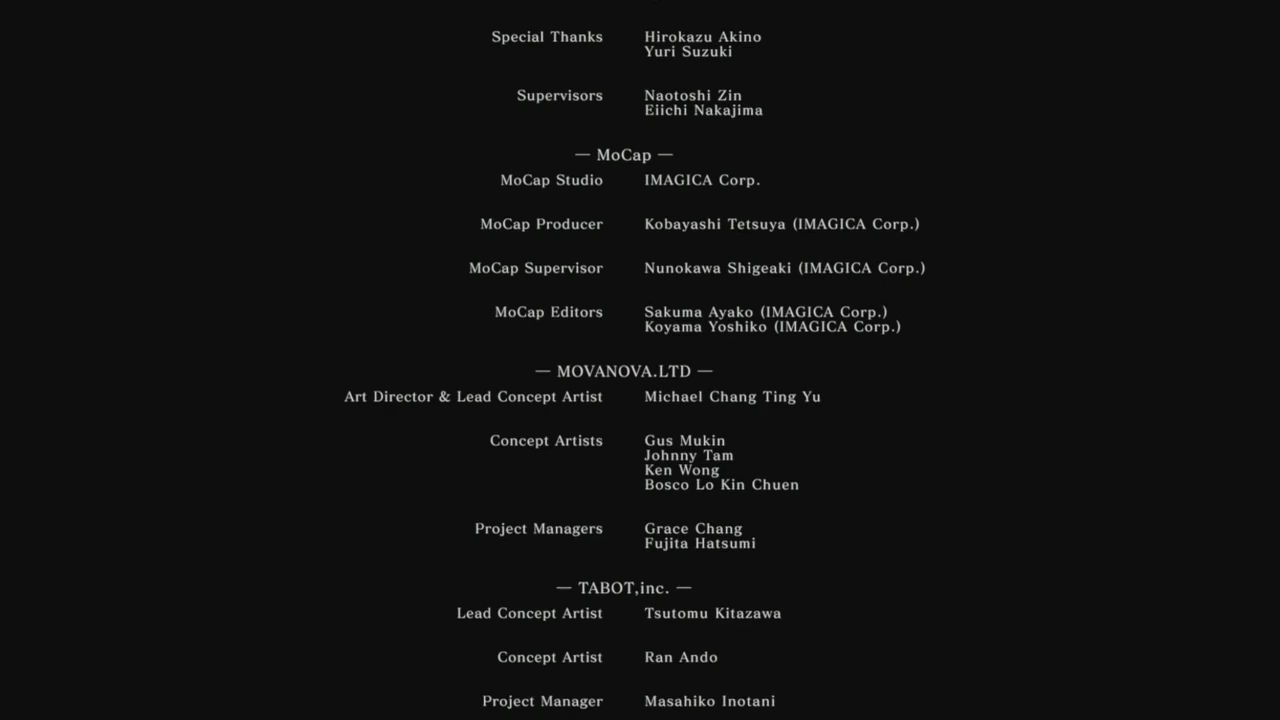 Special Thanks Hirokazu Akino
Yuri Suzuki
Supervisors Naotoshi Zin
Eiichi Nakajima
— MoCap —
MoCap Studio IMAGICA Corp.
MoCap Producer Kobayashi Tetsuya (IMAGICA Corp.)
MoCap Supervisor Nunokawa Shigeaki (IMAGICA Corp.)
MoCap Editors Sakuma Ayako (IMAGICA Corp.)
Koyama Yoshiko (IMAGICA Corp.)
— MOVANOVA.LTD —
Art Director & Lead Concept Artist Michael Chang Ting Yu
Concept Artists Gus Mukin
Johnny Tam
Ken Wong
Bosco Lo Kin Chuen
Project Managers Grace Chang
Fujita Hatsumi
— TABOT,inc. —
Lead Concept Artist Tsutomu Kitazawa
Concept Artist Ran Ando
Project Manager Masahiko Inotani